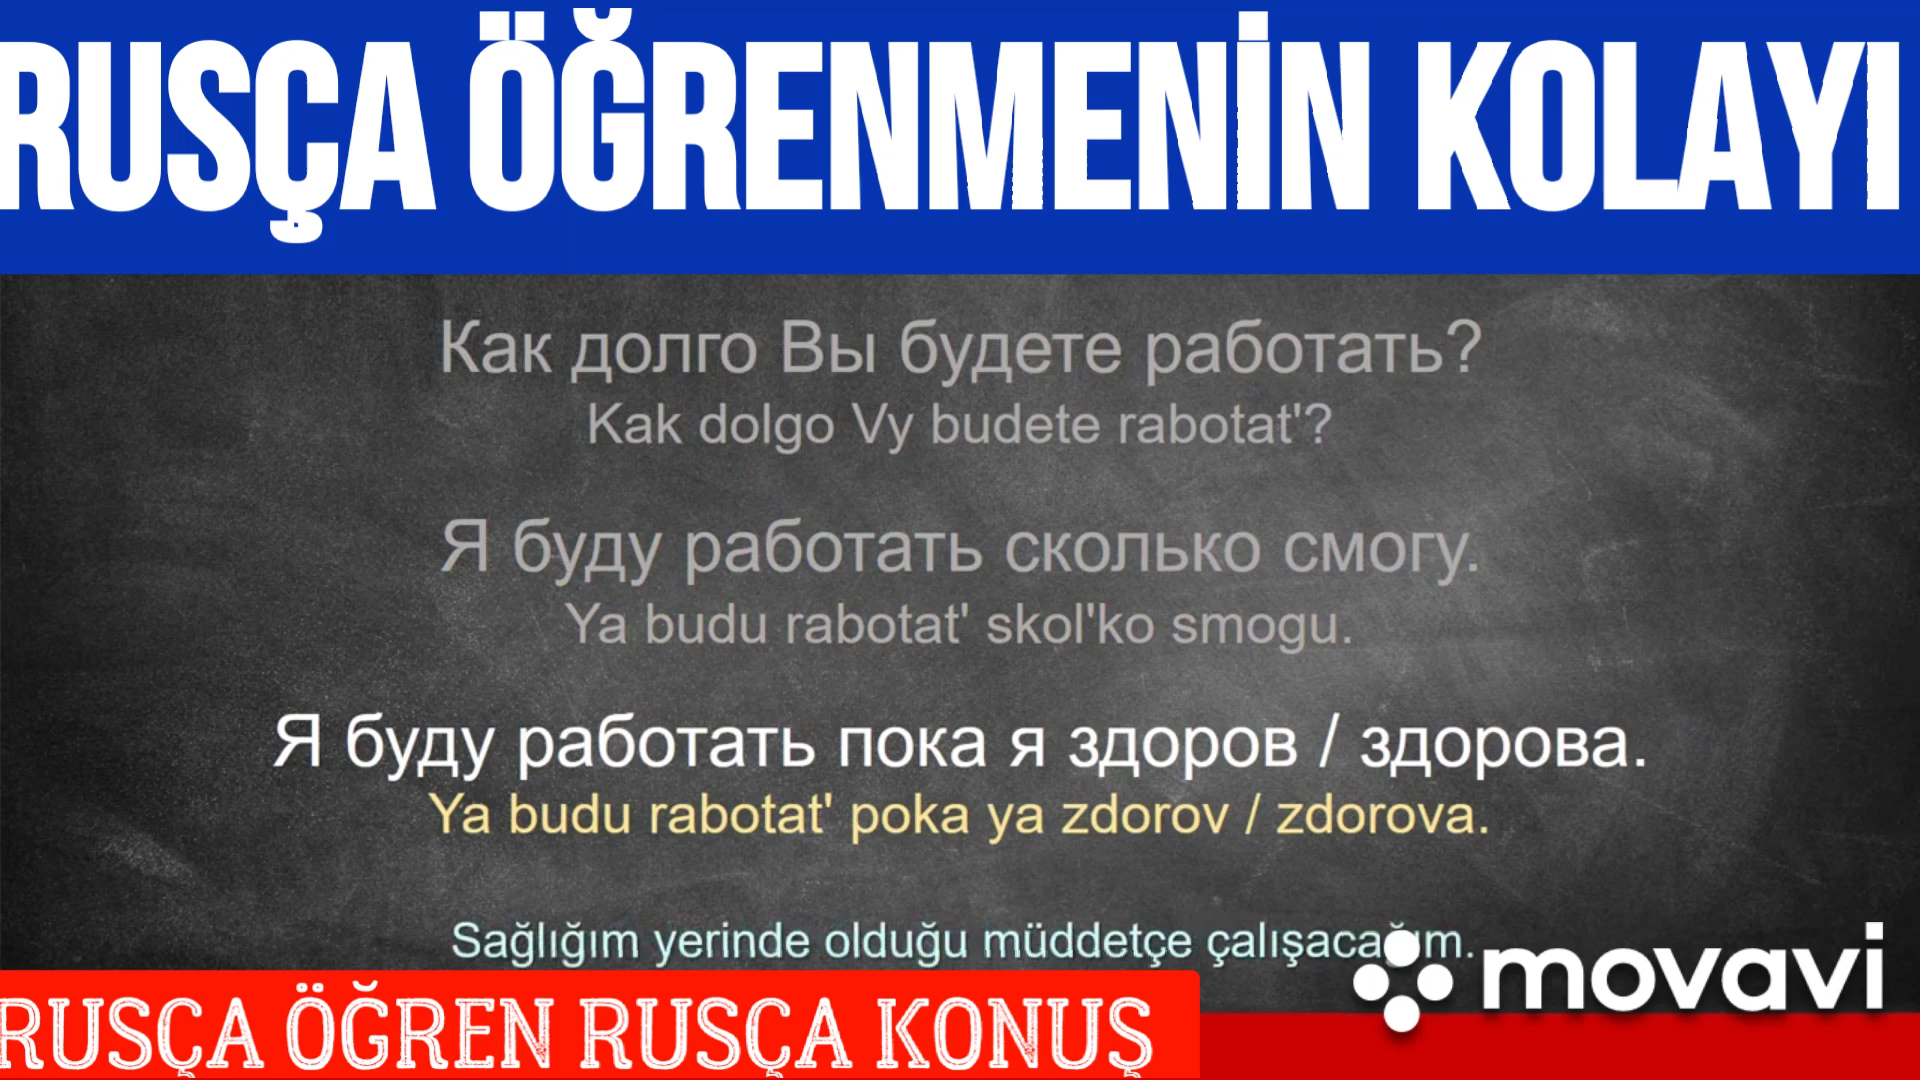 RUSÇA ÖĞRENMENİN KOLAYI
Как долго Вы будете работать?
Kak dolgo Vy budete rabotat'?
Я буду работать сколько смогу.
Ya budu rabotat' skol'ko smogu.
Я буду работать пока я здоров / здорова.
Ya budu rabotat' poka ya zdorov / zdorova.
Sağlığım yerinde olduğu müddetçe çalışacağım.
movavi
RUSÇA ÖĞREN RUSÇA KONUŞ